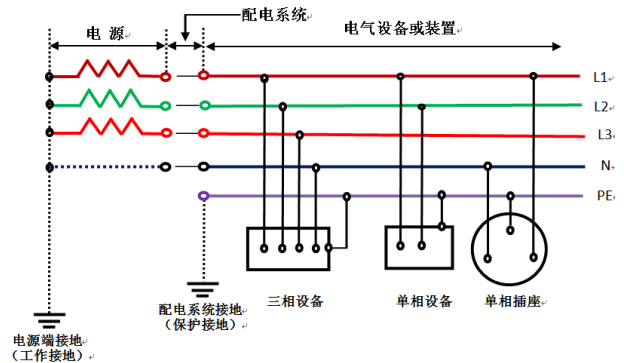 配电系统
电 源
电气设备或装置
L1
L2
L3
N
PE
三相设备
单相设备
单相插座
配电系统接地
（保护接地）
电源端接地
（工作接地）